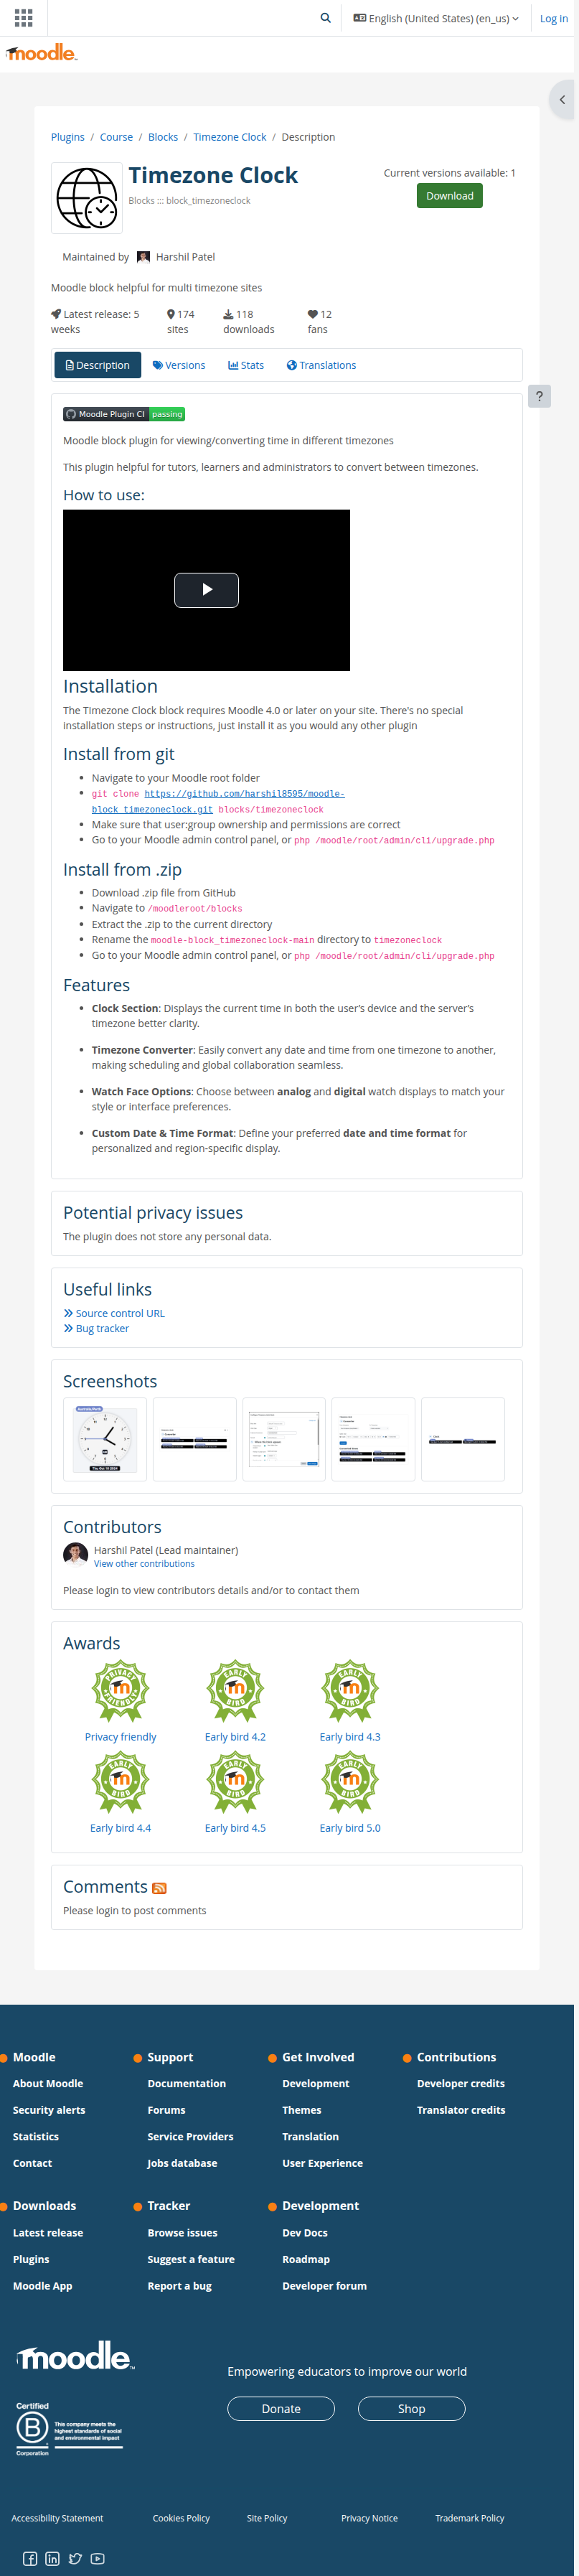 English (United States) ‎(en_us)‎
Log in
moodle
Plugins / Course / Blocks / Timezone Clock / Description
Timezone Clock
Blocks ::: block_timezoneclock
Current versions available: 1
Download
Maintained by Harshil Patel
Moodle block helpful for multi timezone sites
Latest release: 5 weeks
174 sites
118 downloads
12 fans
Description Versions Stats Translations
?
Moodle Plugin CI passing
Moodle block plugin for viewing/converting time in different timezones
This plugin helpful for tutors, learners and administrators to convert between timezones.
How to use:
Installation
The TImezone Clock block requires Moodle 4.0 or later on your site. There's no special
installation steps or instructions, just install it as you would any other plugin
Install from git
Navigate to your Moodle root folder
git clone https://github.com/harshil8595/moodle-
block_timezoneclock.git blocks/timezoneclock
Make sure that user:group ownership and permissions are correct
Go to your Moodle admin control panel, or php /moodle/root/admin/cli/upgrade.php
Install from .zip
Download .zip file from GitHub
Navigate to /moodleroot/blocks
Extract the .zip to the current directory
Rename the moodle-block_timezoneclock-main directory to timezoneclock
Go to your Moodle admin control panel, or php /moodle/root/admin/cli/upgrade.php
Features
Clock Section: Displays the current time in both the user's device and the server's
timezone better clarity.
Timezone Converter: Easily convert any date and time from one timezone to another,
making scheduling and global collaboration seamless.
Watch Face Options: Choose between analog and digital watch displays to match your
style or interface preferences.
Custom Date & Time Format: Define your preferred date and time format for
personalized and region-specific display.
Potential privacy issues
The plugin does not store any personal data.
Useful links
Source control URL
Bug tracker
Screenshots
Contributors
Harshil Patel (Lead maintainer)
View other contributions
Please login to view contributors details and/or to contact them
Awards
PRIVACY FRIENDLY
EARLY BIRD
EARLY BIRD
Privacy friendly
Early bird 4.2
Early bird 4.3
EARLY BIRD
EARLY BIRD
EARLY BIRD
Early bird 4.4
Early bird 4.5
Early bird 5.0
Comments
Please login to post comments
Moodle
About Moodle
Security alerts
Statistics
Contact
Support
Documentation
Forums
Service Providers
Jobs database
Get Involved
Development
Themes
Translation
User Experience
Contributions
Developer credits
Translator credits
Downloads
Latest release
Plugins
Moodle App
Tracker
Browse issues
Suggest a feature
Report a bug
Development
Dev Docs
Roadmap
Developer forum
moodle
Empowering educators to improve our world
Donate
Shop
Certified
B
Corporation
This company meets the
highest standards of social
and environmental impact
Accessibility Statement
Cookies Policy
Site Policy
Privacy Notice
Trademark Policy